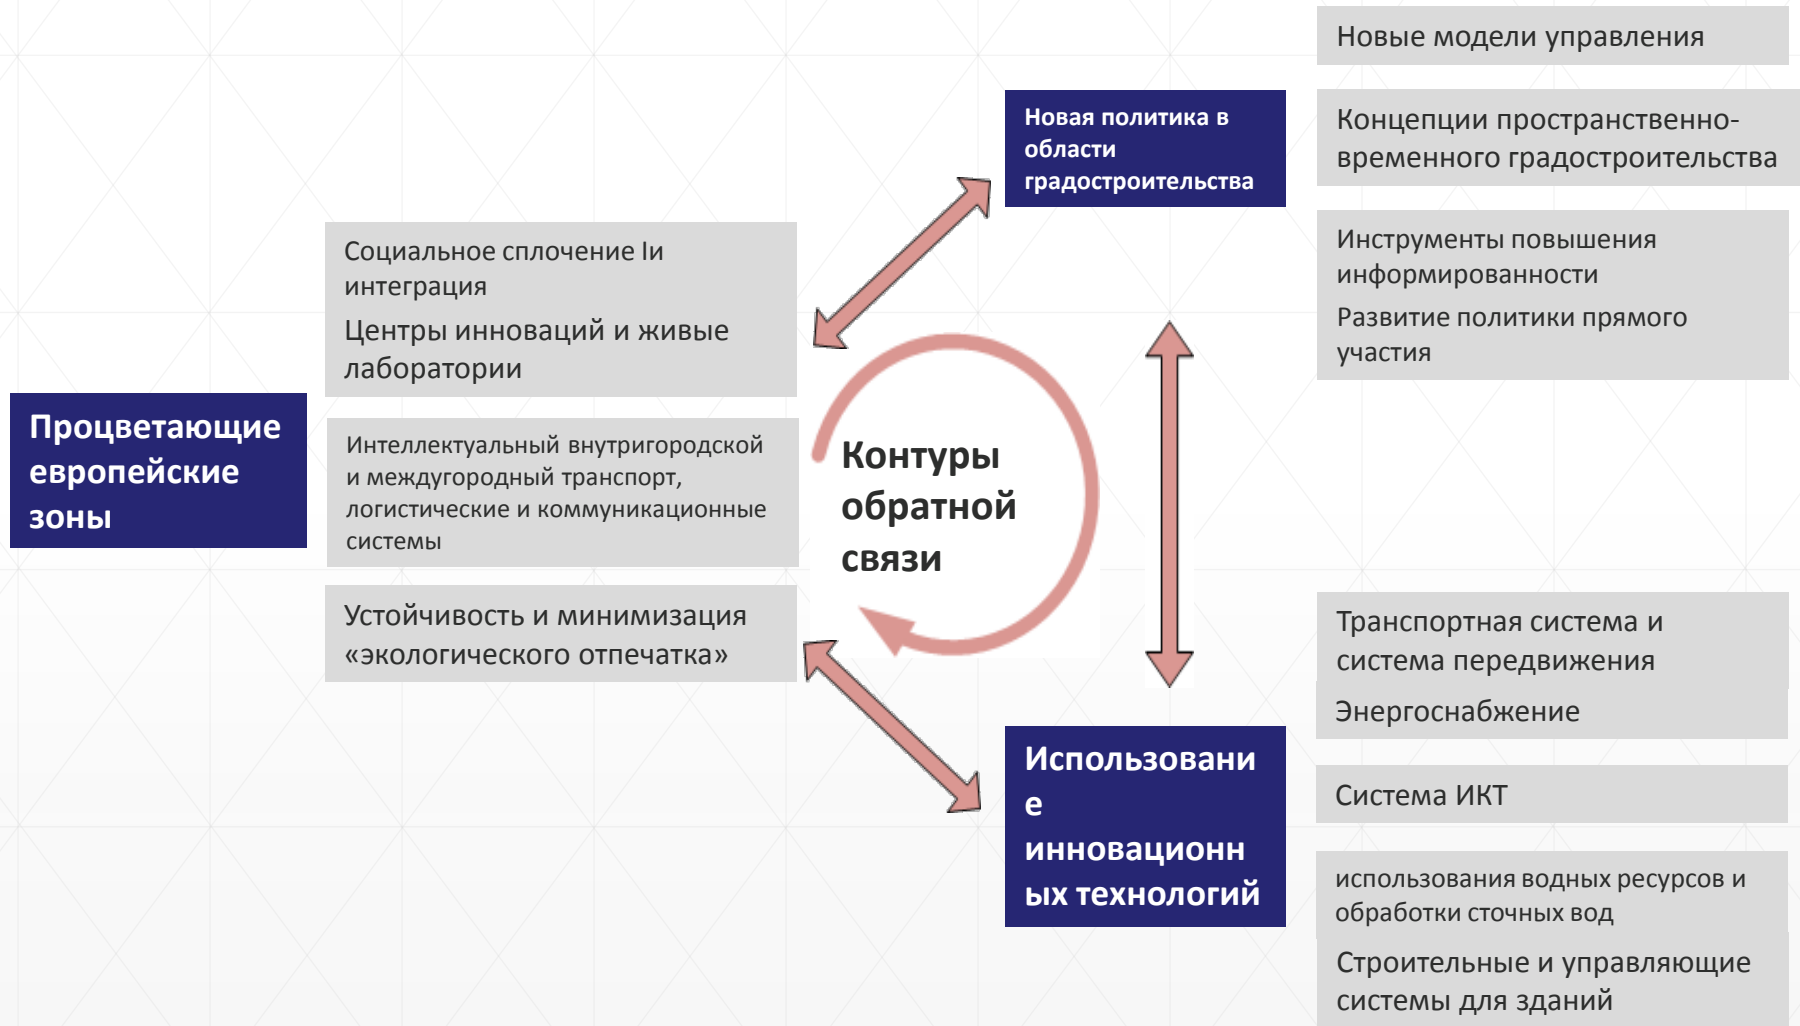 Процветающие
европейские
зоны
Социальное сплочение Iи
интеграция
Центры инноваций и живые
лаборатории
Интеллектуальный внутригородской
и междугородный транспорт,
логистические и коммуникационные
системы
Устойчивость и минимизация
«экологического отпечатка»
Контуры
обратной
связи
Новая политика в
области
градостроительства
Новые модели управления
Концепции пространственно-
временного градостроительства
Инструменты повышения
информированности
Развитие политики прямого
участия
Использовани
е
инновационн
ых технологий
Транспортная система и
система передвижения
Энергоснабжение
Система ИКТ
использования водных ресурсов и
обработки сточных вод
Строительные и управляющие
системы для зданий